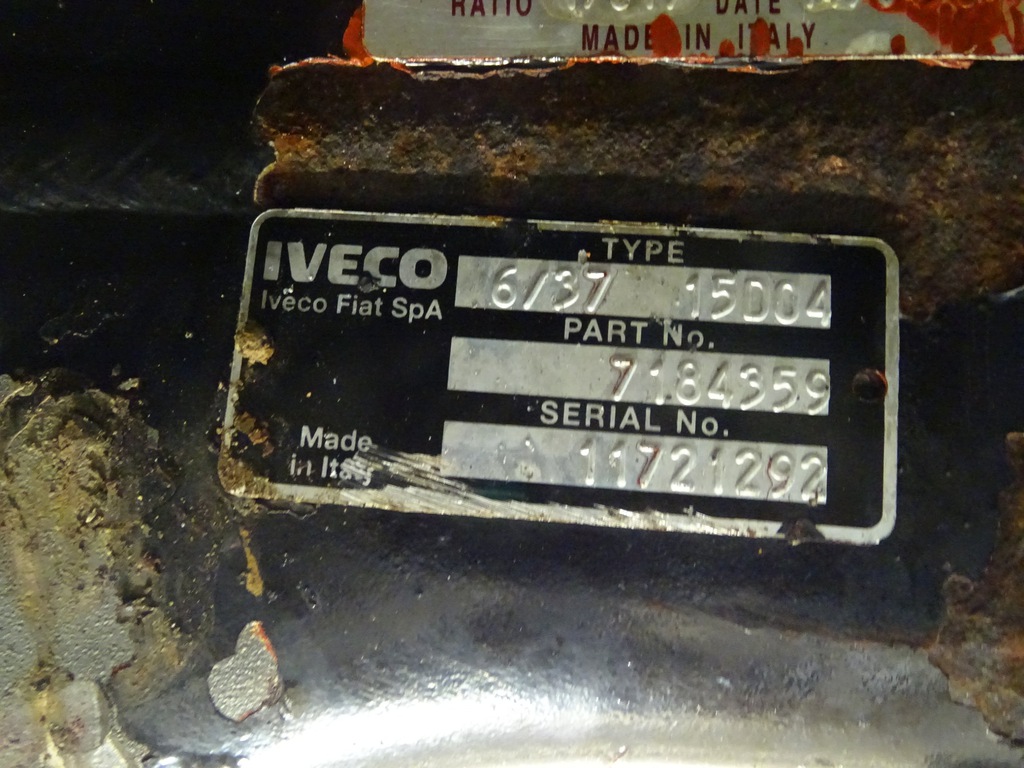 RATIO DATE
MADE IN ITALY
IVECO
Iveco Fiat SpA
TYPE
6/37 15D04
PART No.
7184359
SERIAL No.
11721292
Made
in Italy